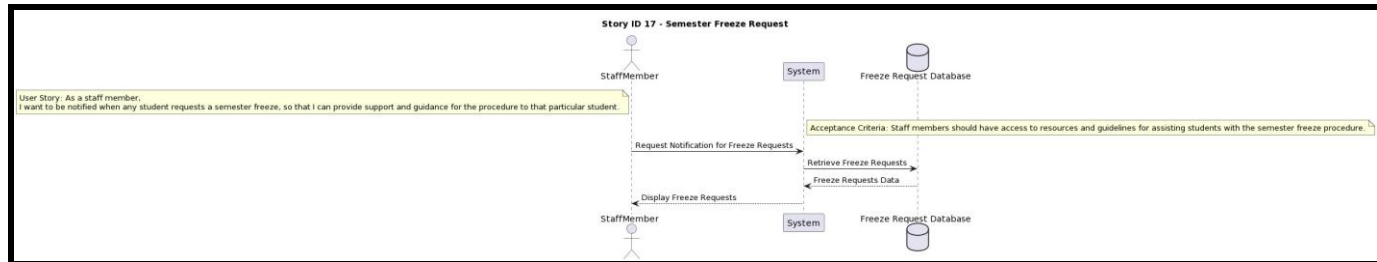 Story ID 17 - Semester Freeze Request
StaffMember
System
Freeze Request Database
User Story: As a staff member,
I want to be notified when any student requests a semester freeze, so that I can provide support and guidance for the procedure to that particular student.
Acceptance Criteria: Staff members should have access to resources and guidelines for assisting students with the semester freeze procedure.
Request Notification for Freeze Requests
Retrieve Freeze Requests
Freeze Requests Data
Display Freeze Requests
StaffMember
System
Freeze Request Database